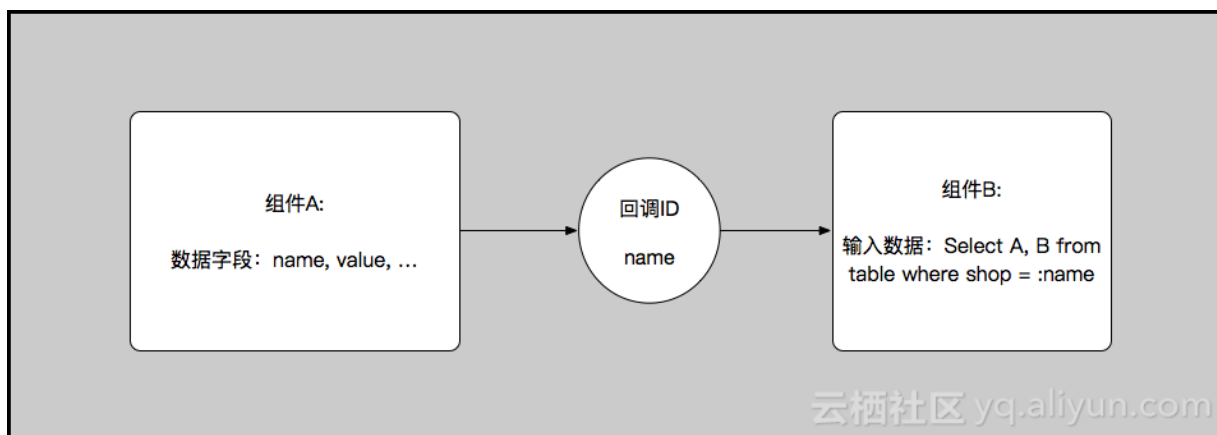 组件A:
数据字段：name, value, ...
回调ID
name
组件B:
输入数据：Select A, B from
table where shop = :name
云栖社区 yq.aliyun.com